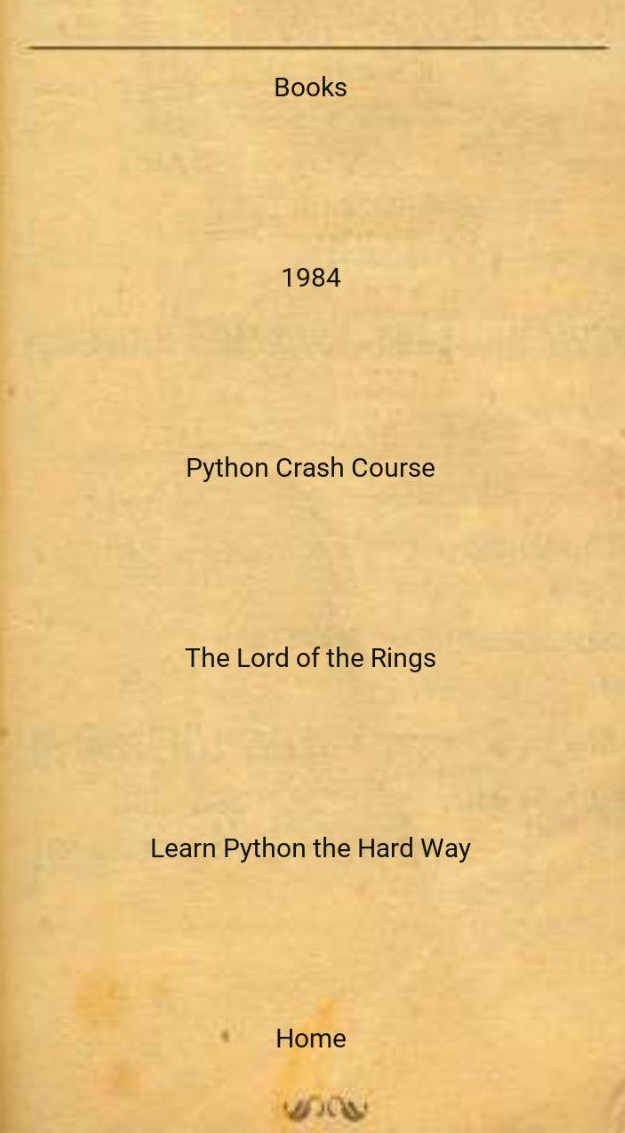 Books
1984
Python Crash Course
The Lord of the Rings
Learn Python the Hard Way
Home